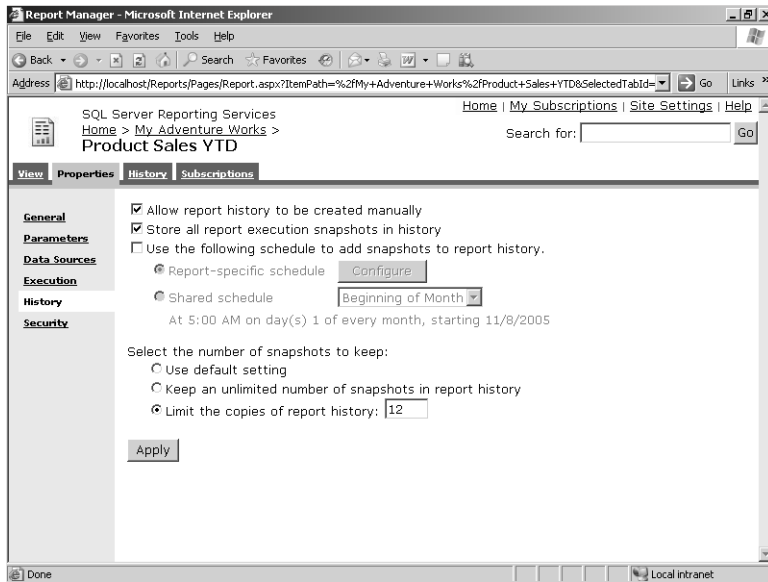 Report Manager - Microsoft Internet Explorer
File Edit View Favorites Tools Help
Back Search Favorites
Address http://localhost/Reports/Pages/Report.aspx?ItemPath=%2fMy+Adventure+Works%2fProduct+Sales+YTD&SelectedTabId= Go Links »
Home | My Subscriptions | Site Settings | Help
SQL Server Reporting Services
Home > My Adventure Works >
Product Sales YTD
Search for: Go
View Properties History Subscriptions
General
Parameters
Data Sources
Execution
History
Security
Allow report history to be created manually
Store all report execution snapshots in history
Use the following schedule to add snapshots to report history.
Report-specific schedule Configure
Shared schedule Beginning of Month
At 5:00 AM on day(s) 1 of every month, starting 11/8/2005
Select the number of snapshots to keep:
Use default setting
Keep an unlimited number of snapshots in report history
Limit the copies of report history: 12
Apply
Done Local intranet